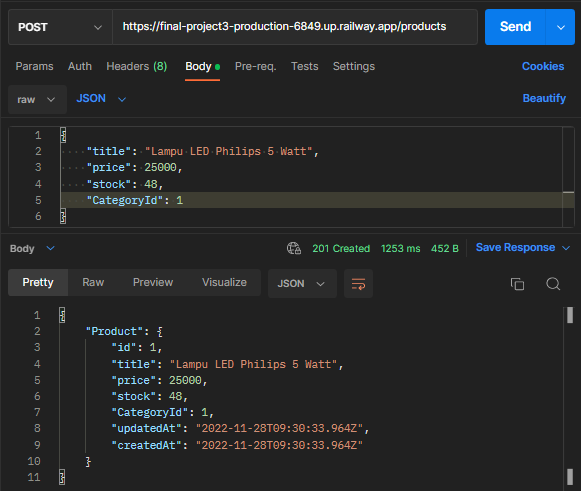 POST https://final-project3-production-6849.up.railway.app/products Send
Params Auth Headers (8) Body Pre-req. Tests Settings Cookies
raw JSON Beautify
1 {
2 "title": "Lampu LED Philips 5 Watt",
3 "price": 25000,
4 "stock": 48,
5 "CategoryId": 1
6 }
Body 201 Created 1253 ms 452 B Save Response
Pretty Raw Preview Visualize JSON
1 {
2 "Product": {
3 "id": 1,
4 "title": "Lampu LED Philips 5 Watt",
5 "price": 25000,
6 "stock": 48,
7 "CategoryId": 1,
8 "updatedAt": "2022-11-28T09:30:33.964Z",
9 "createdAt": "2022-11-28T09:30:33.964Z"
10 }
11 }